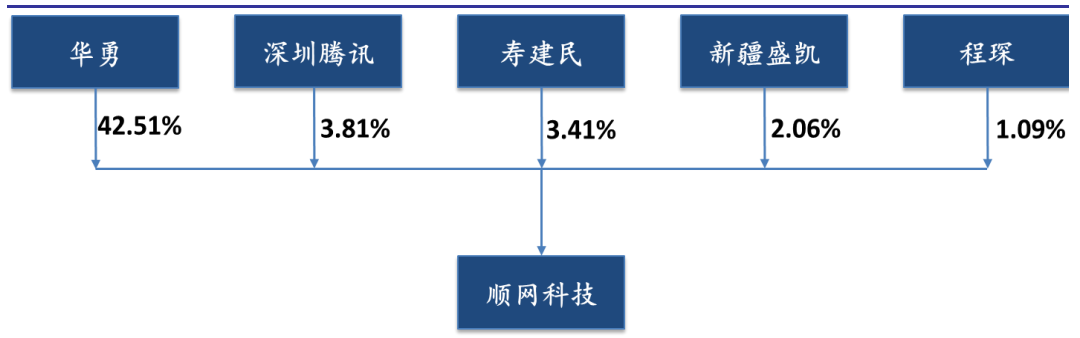 华勇
深圳腾讯
寿建民
新疆盛凯
程琛
42.51%
3.81%
3.41%
2.06%
1.09%
顺网科技